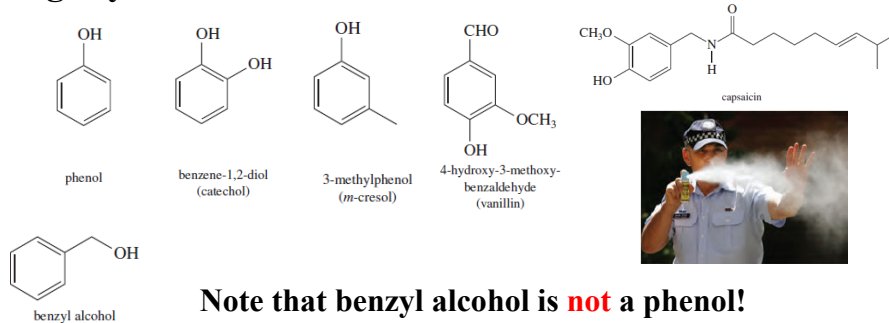 OH
OH
OH
OH
CHO
OCH₃
OH
CH₃O
HO
N
H
O
capsaicin
phenol
benzene-1,2-diol
(catechol)
3-methylphenol
(m-cresol)
4-hydroxy-3-methoxy-
benzaldehyde
(vanillin)
OH
benzyl alcohol
Note that benzyl alcohol is not a phenol!